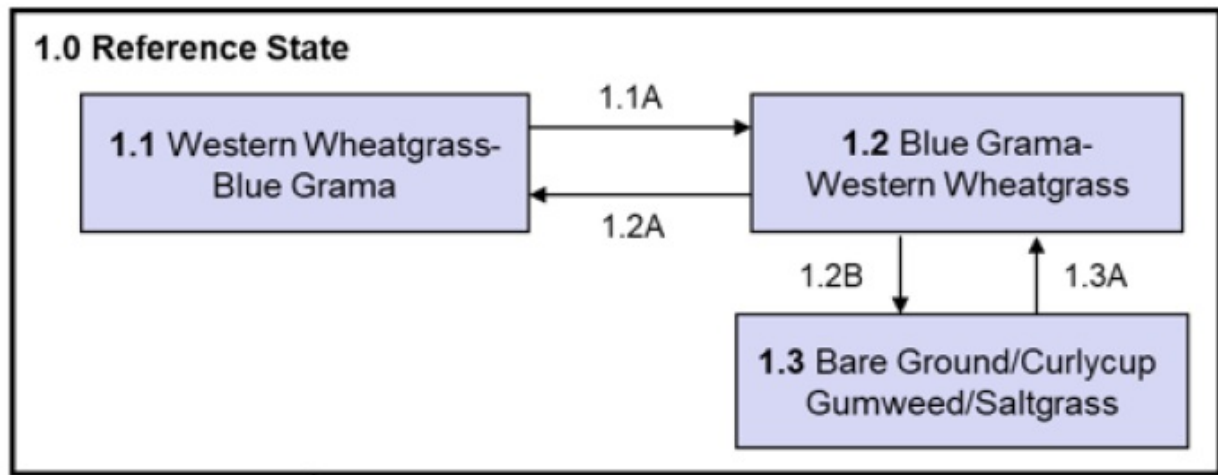 1.0 Reference State
1.1 Western Wheatgrass-
Blue Grama
1.1A
1.2A
1.2 Blue Grama-
Western Wheatgrass
1.2B
1.3A
1.3 Bare Ground/Curlycup
Gumweed/Saltgrass